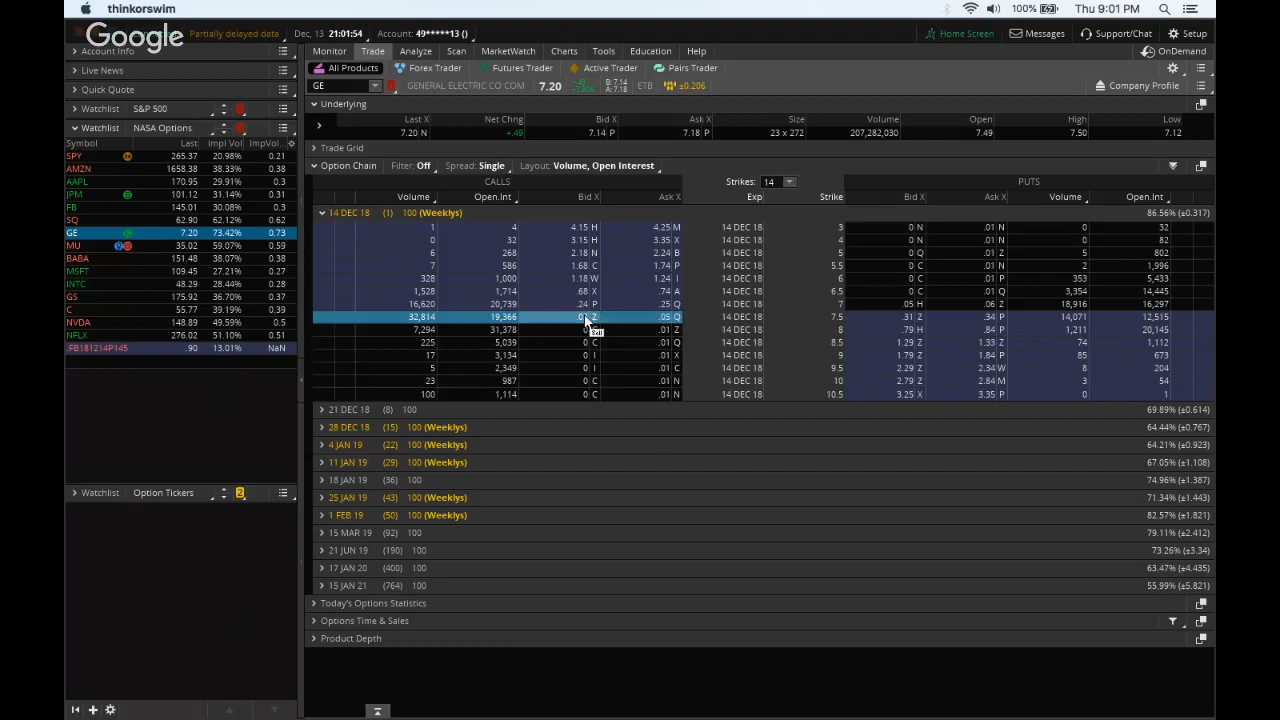 thinkorswim 100% Thu 9:01 PM
Google Partially delayed data Dec, 13 21:01:54 Account: 49*****13 () Home Screen Messages Support/Chat Setup
Account Info Monitor Trade Analyze Scan MarketWatch Charts Tools Education Help OnDemand
Live News All Products Forex Trader Futures Trader Active Trader Pairs Trader
Quick Quote GE GENERAL ELECTRIC CO COM 7.20 B: 7.14 A: 7.18 ETB ±0.206 Company Profile
Watchlist S&P 500 Underlying
Last X Net Chng Bid X Ask X Size Volume Open High Low
Watchlist NASA Options 7.20 N +.49 7.14 P 7.18 P 23 x 272 207,282,030 7.49 7.50 7.12
Symbol Last Impl Vol ImpVol...
Trade Grid
SPY 265.37 20.98% 0.21
AMZN 1658.38 38.33% 0.38
AAPL 170.95 29.91% 0.3
JPM 101.12 31.14% 0.31
FB 145.01 30.08% 0.3
SQ 62.90 62.12% 0.62
GE 7.20 73.42% 0.73
MU 35.02 59.07% 0.59
BABA 151.48 38.07% 0.38
MSFT 109.45 27.21% 0.27
INTC 48.29 28.44% 0.28
GS 175.92 36.70% 0.37
C 55.77 39.19% 0.39
NVDA 148.89 49.59% 0.5
NFLX 276.02 51.10% 0.51
.FB181214P145 .90 13.01% NaN
Option Chain Filter: Off Spread: Single Layout: Volume, Open Interest
CALLS Strikes: 14 PUTS
Volume Open.Int Bid X Ask X Exp Strike Bid X Ask X Volume Open.Int
14 DEC 18 (1) 100 (Weeklys) 86.56% (±0.317)
1 4 4.15 H 4.25 M 14 DEC 18 3 0 N .01 N 0 32
0 32 3.15 H 3.35 X 14 DEC 18 4 0 N .01 N 0 82
6 268 2.18 N 2.24 B 14 DEC 18 5 0 Q .01 Z 5 802
7 586 1.68 C 1.74 P 14 DEC 18 5.5 0 C .01 N 2 1,996
328 1,000 1.18 W 1.24 I 14 DEC 18 6 0 C .01 P 353 5,433
1,528 1,714 .68 X .74 A 14 DEC 18 6.5 0 C .01 Q 3,354 14,445
16,620 20,739 .24 P .25 Q 14 DEC 18 7 .05 H .06 Z 18,916 16,297
32,814 19,366 Z .05 Q 14 DEC 18 7.5 .31 Z .34 P 14,071 12,515
Sell
7,294 31,378 0 .01 Z 14 DEC 18 8 .79 H .84 P 1,211 20,145
225 5,039 0 C .01 Q 14 DEC 18 8.5 1.29 Z 1.33 Z 74 1,112
17 3,134 0 I .01 X 14 DEC 18 9 1.79 Z 1.84 P 85 673
5 2,349 0 I .01 C 14 DEC 18 9.5 2.29 Z 2.34 W 8 204
23 987 0 C .01 N 14 DEC 18 10 2.79 Z 2.84 M 3 54
100 1,114 0 C .01 N 14 DEC 18 10.5 3.25 X 3.35 P 0 1
21 DEC 18 (8) 100 69.89% (±0.614)
28 DEC 18 (15) 100 (Weeklys) 64.44% (±0.767)
4 JAN 19 (22) 100 (Weeklys) 64.21% (±0.923)
11 JAN 19 (29) 100 (Weeklys) 67.05% (±1.108)
18 JAN 19 (36) 100 74.96% (±1.387)
Watchlist Option Tickers 2
25 JAN 19 (43) 100 (Weeklys) 71.34% (±1.443)
1 FEB 19 (50) 100 (Weeklys) 82.57% (±1.821)
15 MAR 19 (92) 100 79.11% (±2.412)
21 JUN 19 (190) 100 73.26% (±3.34)
17 JAN 20 (400) 100 63.47% (±4.435)
15 JAN 21 (764) 100 55.99% (±5.821)
Today's Options Statistics
Options Time & Sales
Product Depth